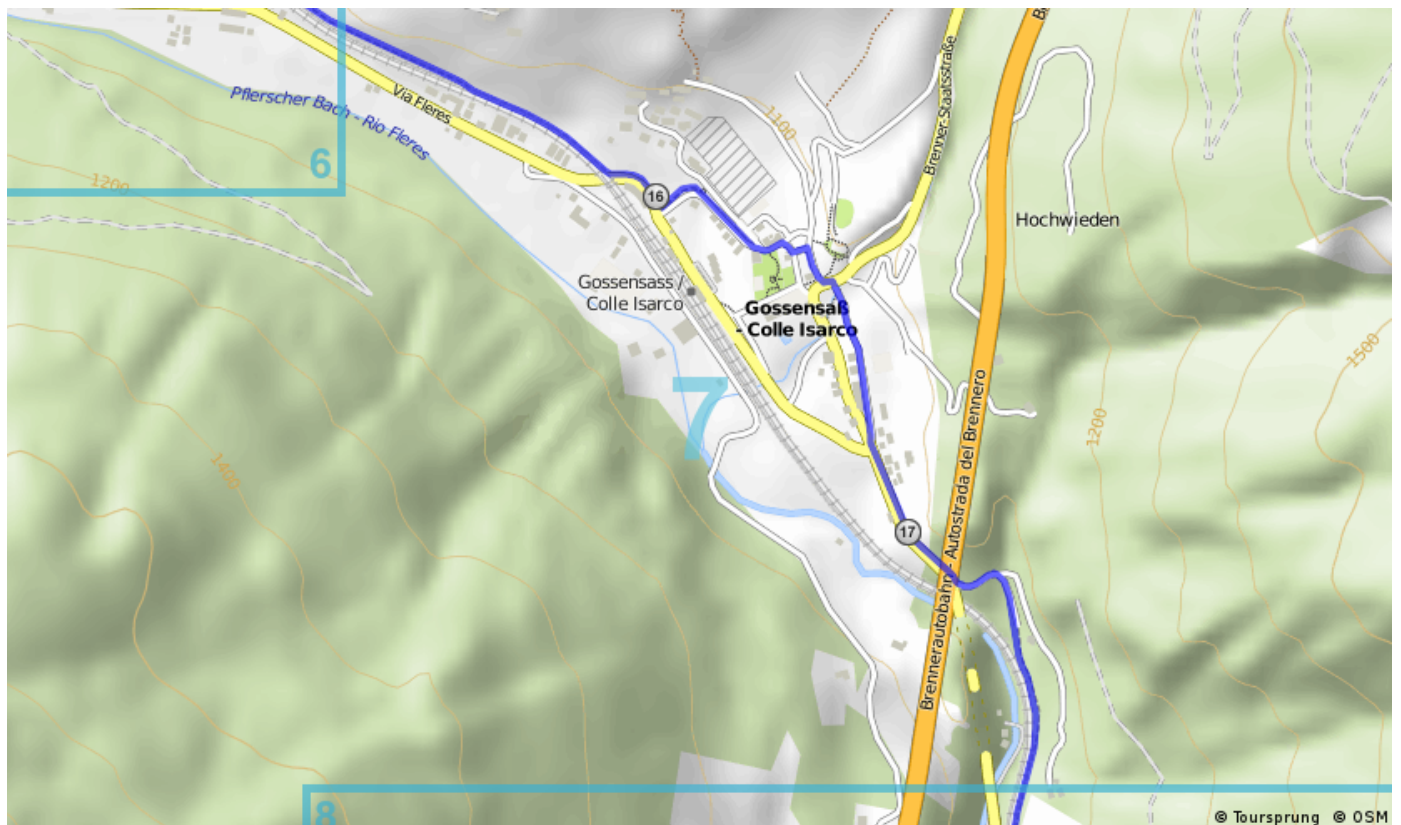 Via Fleres
Pflerscher Bach - Rio Fleres
6
1200
16
1100
Brenner-Staatsstraße
Hochwieden
Gossensass /
Colle Isarco
Gossensaß
- Colle Isarco
7
1500
1200
1400
17
Brennerautobahn - Autostrada del Brennero
8
© Toursprung © OSM